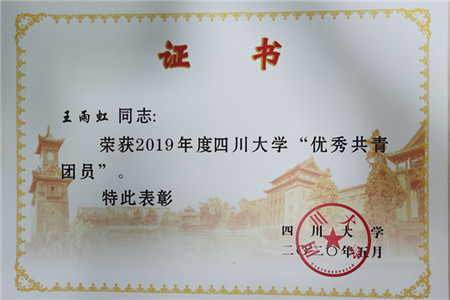 证书
王雨虹 同志:
荣获2019年度四川大学“优秀共青
团员”。
特此表彰
四川大学
二〇二〇年五月